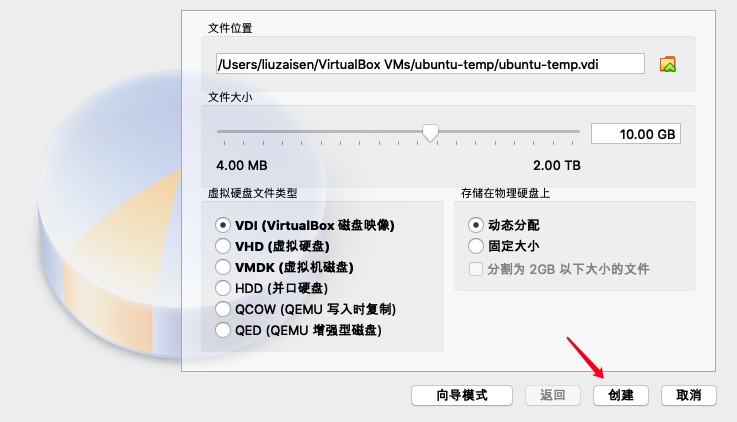 文件位置
/Users/liuzaisen/VirtualBox VMs/ubuntu-temp/ubuntu-temp.vdi
文件大小
10.00 GB
4.00 MB 2.00 TB
虚拟硬盘文件类型
VDI (VirtualBox 磁盘映像)
VHD (虚拟硬盘)
VMDK (虚拟机磁盘)
HDD (并口硬盘)
QCOW (QEMU 写入时复制)
QED (QEMU 增强型磁盘)
存储在物理硬盘上
动态分配
固定大小
分割为 2GB 以下大小的文件
向导模式 返回 创建 取消